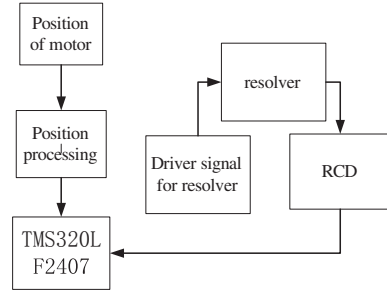 Position
of motor
Position
processing
TMS320L
F2407
resolver
Driver signal
for resolver
RCD